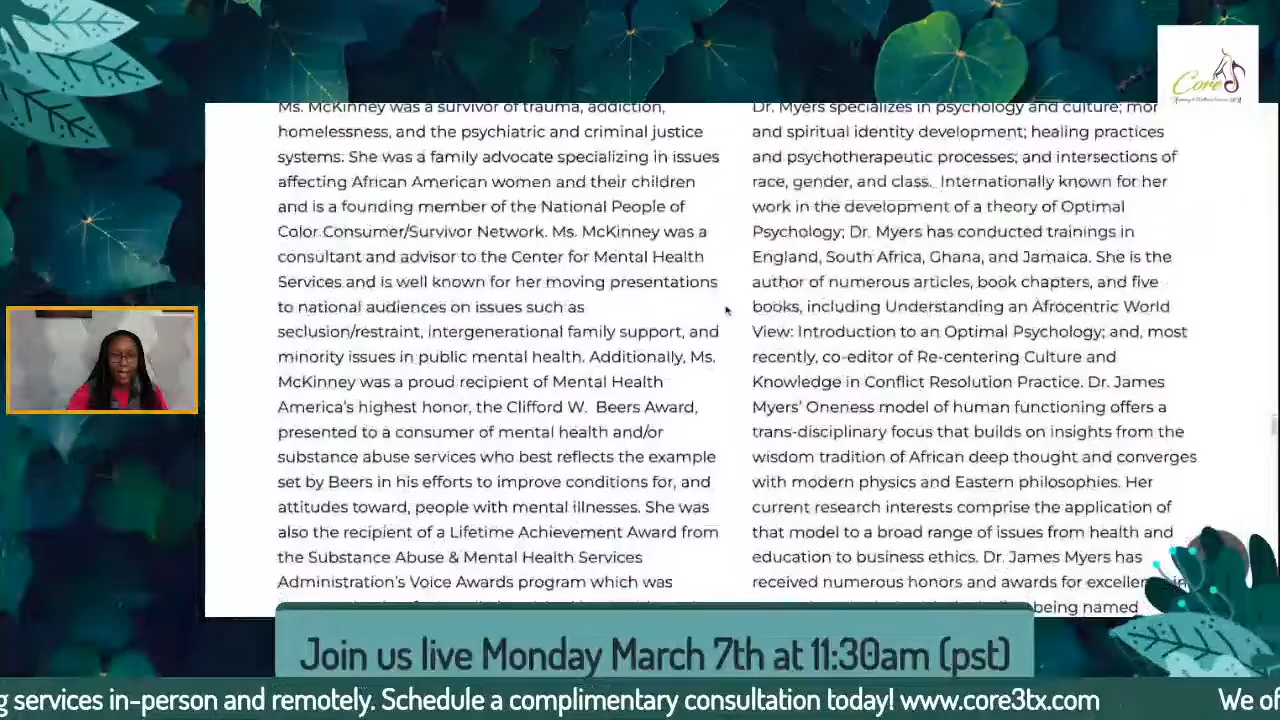 Core
Ms. McKinney was a survivor of trauma, addiction,
homelessness, and the psychiatric and criminal justice
systems. She was a family advocate specializing in issues
affecting African American women and their children
and is a founding member of the National People of
Color Consumer/Survivor Network. Ms. McKinney was a
consultant and advisor to the Center for Mental Health
Services and is well known for her moving presentations
to national audiences on issues such as
seclusion/restraint, intergenerational family support, and
minority issues in public mental health. Additionally, Ms.
McKinney was a proud recipient of Mental Health
America's highest honor, the Clifford W. Beers Award,
presented to a consumer of mental health and/or
substance abuse services who best reflects the example
set by Beers in his efforts to improve conditions for, and
attitudes toward, people with mental illnesses. She was
also the recipient of a Lifetime Achievement Award from
the Substance Abuse & Mental Health Services
Administration's Voice Awards program which was
Dr. Myers specializes in psychology and culture; mor
and spiritual identity development; healing practices
and psychotherapeutic processes; and intersections of
race, gender, and class. Internationally known for her
work in the development of a theory of Optimal
Psychology; Dr. Myers has conducted trainings in
England, South Africa, Ghana, and Jamaica. She is the
author of numerous articles, book chapters, and five
books, including Understanding an Afrocentric World
View: Introduction to an Optimal Psychology; and, most
recently, co-editor of Re-centering Culture and
Knowledge in Conflict Resolution Practice. Dr. James
Myers' Oneness model of human functioning offers a
trans-disciplinary focus that builds on insights from the
wisdom tradition of African deep thought and converges
with modern physics and Eastern philosophies. Her
current research interests comprise the application of
that model to a broad range of issues from health and
education to business ethics. Dr. James Myers has
received numerous honors and awards for excellen in
being named
Join us live Monday March 7th at 11:30am (pst)
g services in-person and remotely. Schedule a complimentary consultation today! www.core3tx.com We of